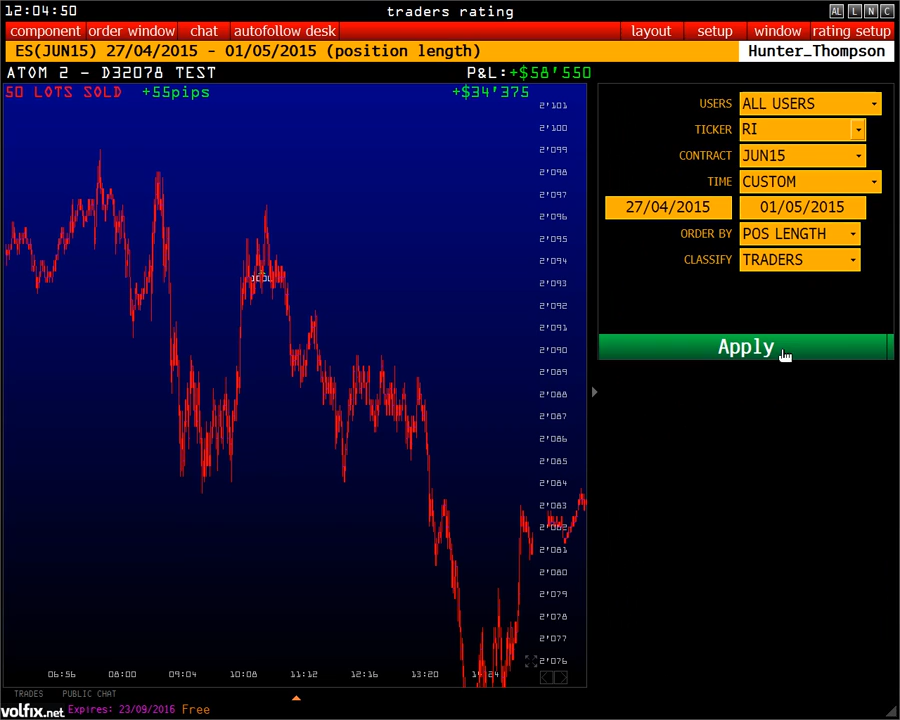 12:04:50 traders rating AL L N C
component order window chat autofollow desk layout setup window rating setup
ES(JUN15) 27/04/2015 - 01/05/2015 (position length) Hunter_Thompson
ATOM 2 - D32078 TEST P&L:+$58'550
50 LOTS SOLD +55pips +$34'375
USERS ALL USERS
TICKER RI
CONTRACT JUN15
TIME CUSTOM
27/04/2015 01/05/2015
ORDER BY POS LENGTH
CLASSIFY TRADERS
Apply
2'101
2'100
2'099
2'098
2'097
2'096
2'095
2'094
2'093
2'092
2'091
2'090
2'089
2'088
2'087
2'086
2'085
2'084
2'083
2'082
2'081
2'080
2'079
2'078
2'077
2'076
06:56 08:00 09:04 10:08 11:12 12:16 13:20 14:24
TRADES PUBLIC CHAT
volfix.net Expires: 23/09/2016 Free